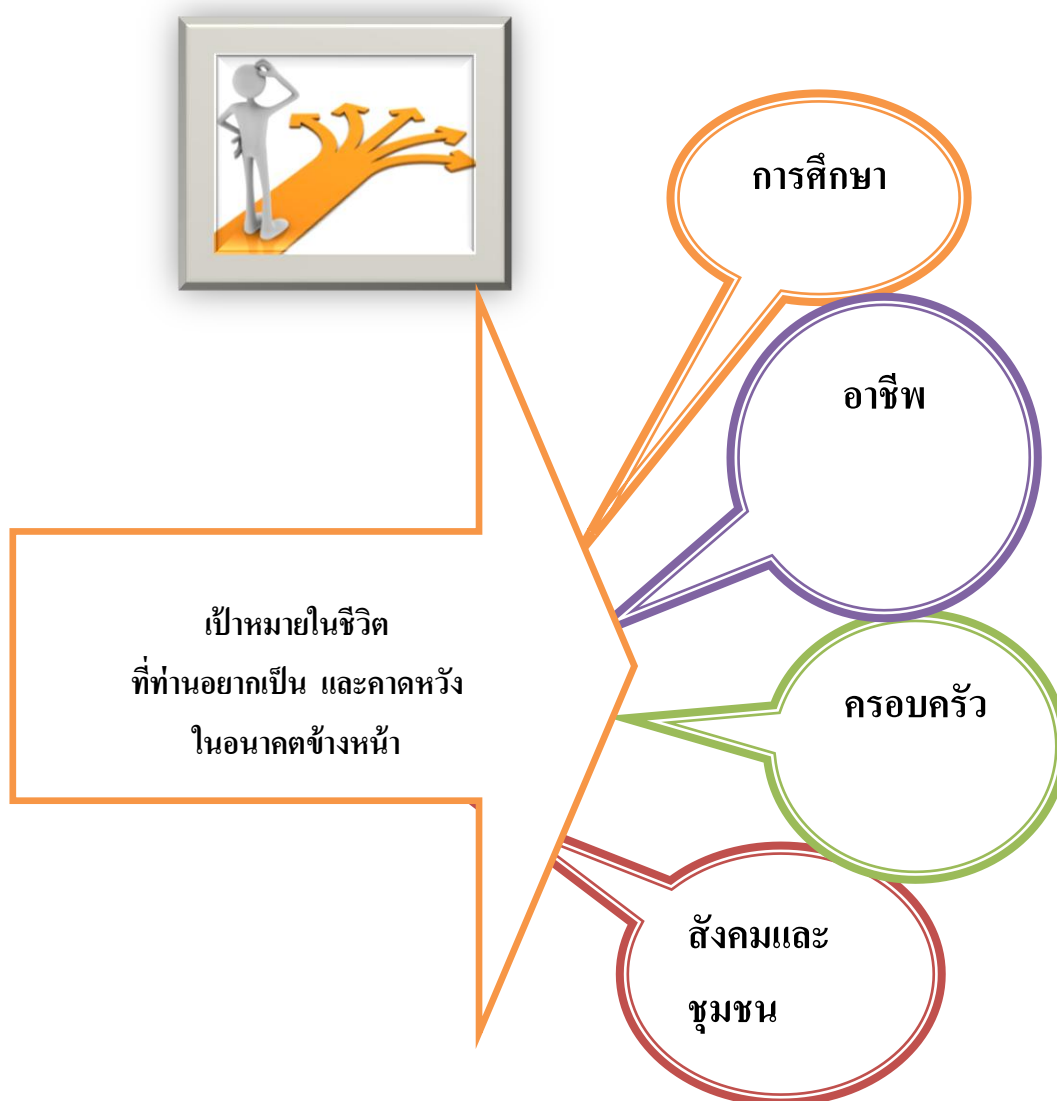 การศึกษา
อาชีพ
เป้าหมายในชีวิต
ที่ท่านอยากเป็น และคาดหวัง
ในอนาคตข้างหน้า
ครอบครัว
สังคมและ
ชุมชน